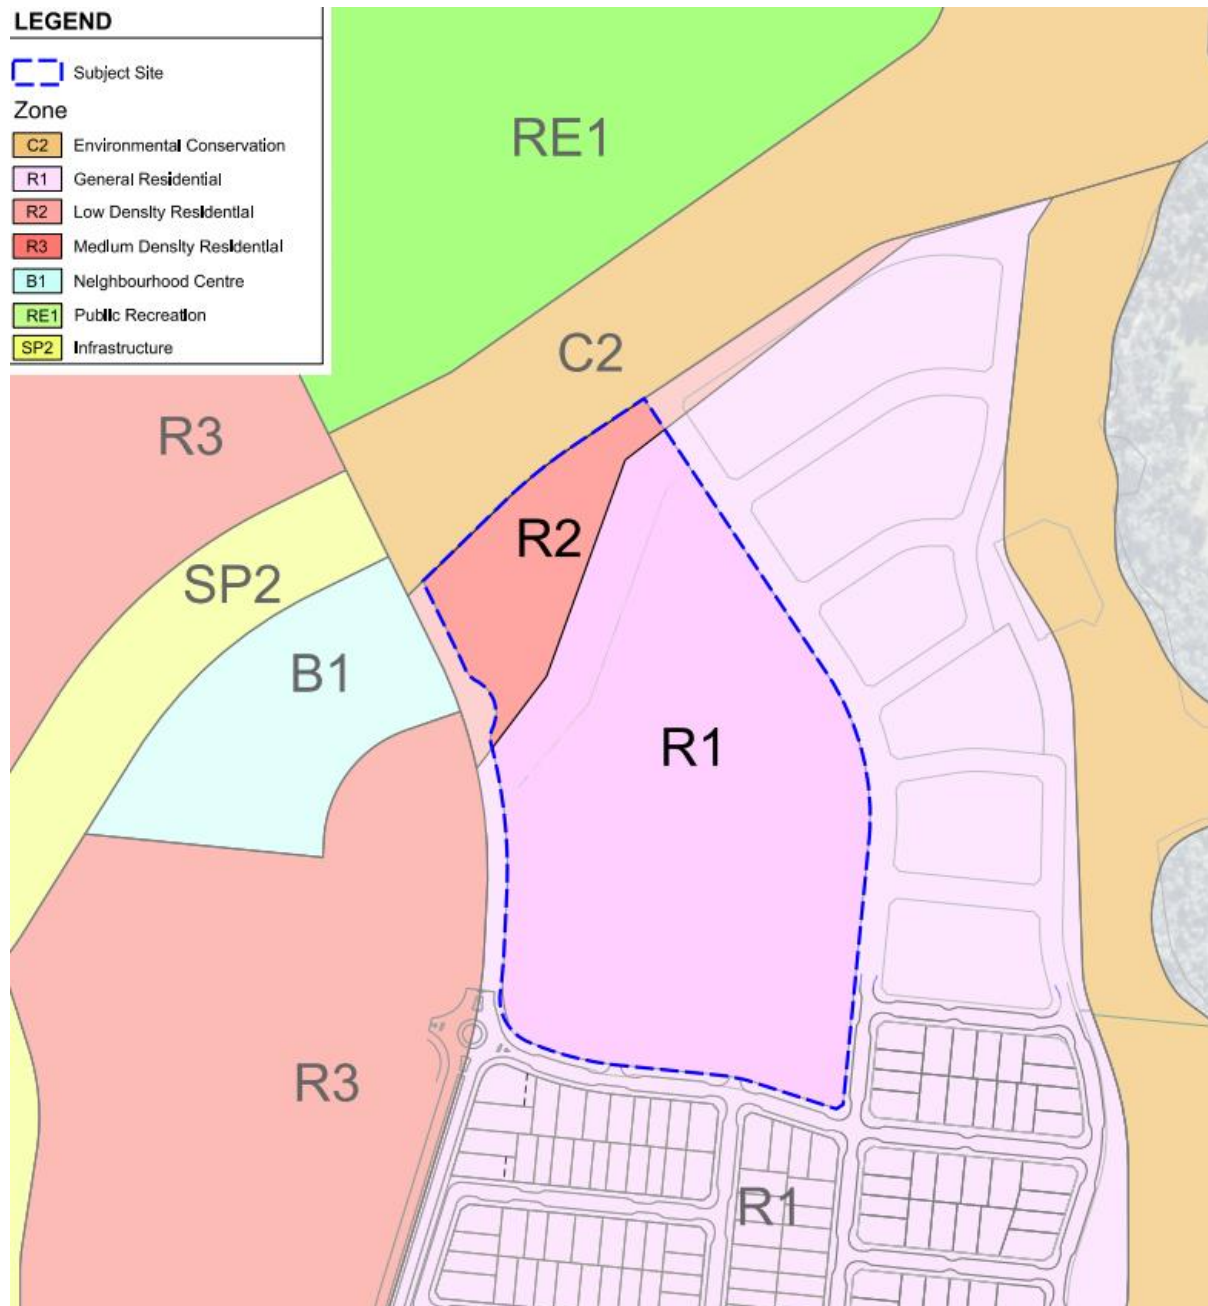 LEGEND
Subject Site
Zone
C2 Environmental Conservation
R1 General Residential
R2 Low Density Residential
R3 Medium Density Residential
B1 Neighbourhood Centre
RE1 Public Recreation
SP2 Infrastructure
RE1
C2
R3
R2
SP2
B1
R1
R3
R1